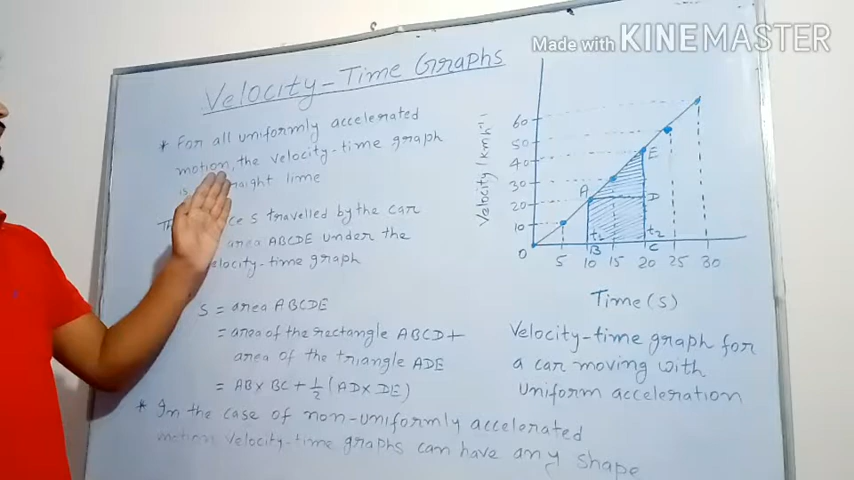 Made with KINEMASTER
Velocity-Time Graphs
* For all uniformly accelerated
motion, the velocity-time graph
is straight lime
s travelled by the car
area ABCDE under the
velocity-time graph
S = area ABCDE
= area of the rectangle ABCD +
area of the triangle ADE
= AB × BC + 1/2 (AD × DE)
* In the case of non-uniformly accelerated
motion velocity-time graphs can have any shape
Velocity (kmh⁻¹)
60
50
40
30
20
10
0
A
E
D
t₂ t₂
B C
5 10 15 20 25 30
Time (s)
Velocity-time graph for
a car moving with
uniform acceleration